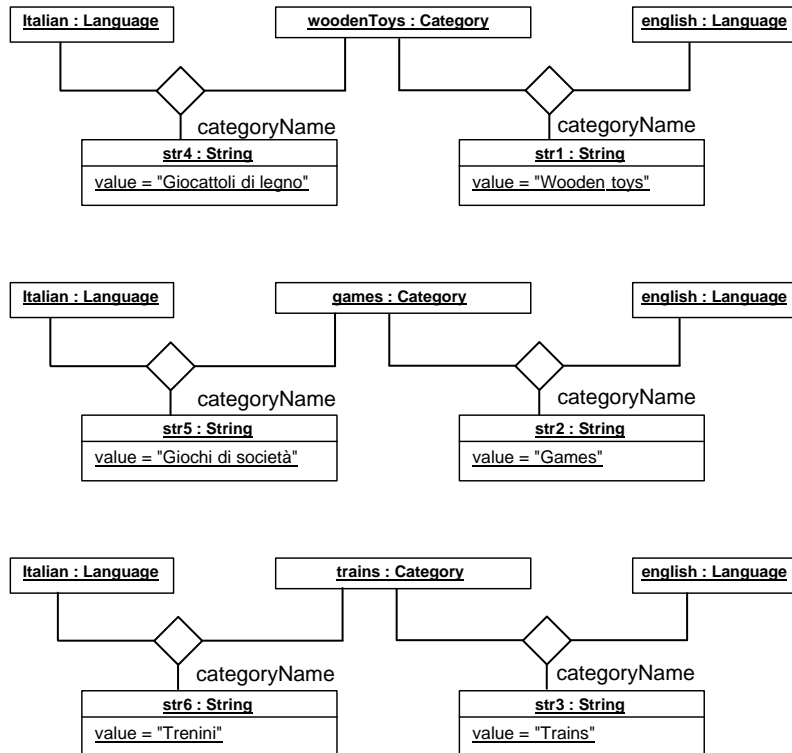 Italian : Language
woodenToys : Category
english : Language
categoryName
categoryName
str4 : String
value = "Giocattoli di legno"
str1 : String
value = "Wooden toys"
Italian : Language
games : Category
english : Language
categoryName
categoryName
str5 : String
value = "Giochi di società"
str2 : String
value = "Games"
Italian : Language
trains : Category
english : Language
categoryName
categoryName
str6 : String
value = "Trenini"
str3 : String
value = "Trains"